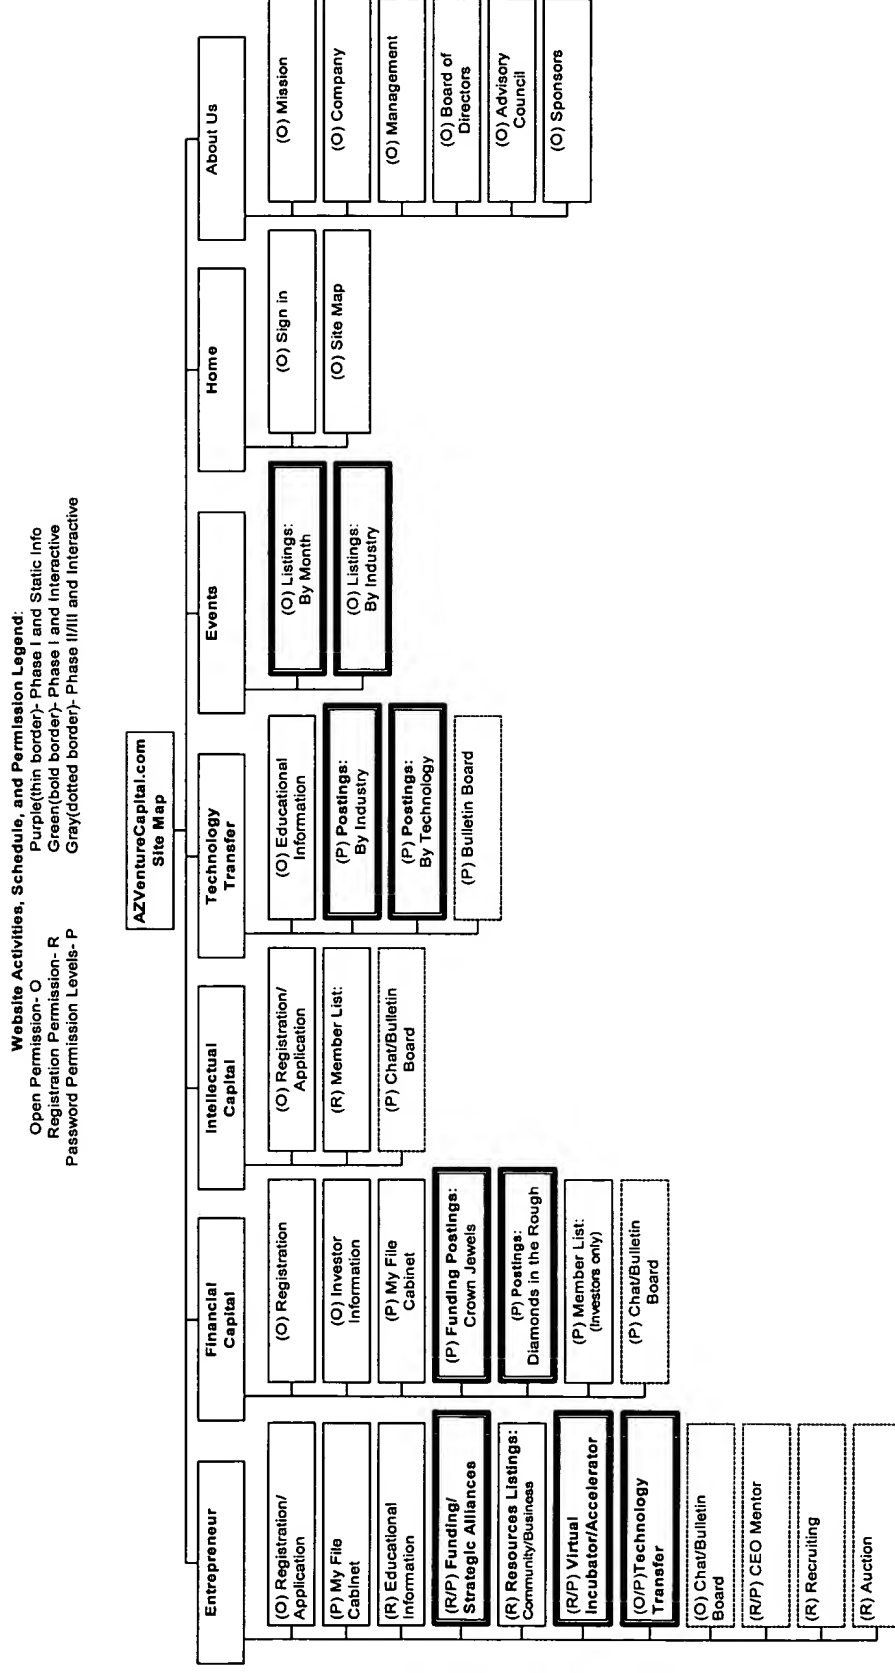 Website Activities, Schedule, and Permission Legend:
Open Permission- O
Registration Permission- R
Password Permission Levels- P
Purple(thin border)- Phase I and Static Info
Green(bold border)- Phase I and Interactive
Gray(dotted border)- Phase II/III and Interactive
AZVentureCapital.com
Site Map
Entrepreneur
(O) Registration/
Application
(P) My File
Cabinet
(R) Educational
Information
(R/P) Funding/
Strategic Alliances
(R) Resources Listings:
Community/Business
(R/P) Virtual
Incubator/Accelerator
(O/P)Technology
Transfer
(O) Chat/Bulletin
Board
(R/P) CEO Mentor
(R) Recruiting
(R) Auction
Financial
Capital
(O) Registration
(O) Investor
Information
(P) My File
Cabinet
(P) Funding Postings:
Crown Jewels
(P) Postings:
Diamonds in the Rough
(P) Member List:
(Investors only)
(P) Chat/Bulletin
Board
Intellectual
Capital
(O) Registration/
Application
(R) Member List:
(P) Chat/Bulletin
Board
Technology
Transfer
(O) Educational
Information
(P) Postings:
By Industry
(P) Postings:
By Technology
(P) Bulletin Board
Events
(O) Listings:
By Month
(O) Listings:
By Industry
Home
(O) Sign in
(O) Site Map
About Us
(O) Mission
(O) Company
(O) Management
(O) Board of
Directors
(O) Advisory
Council
(O) Sponsors